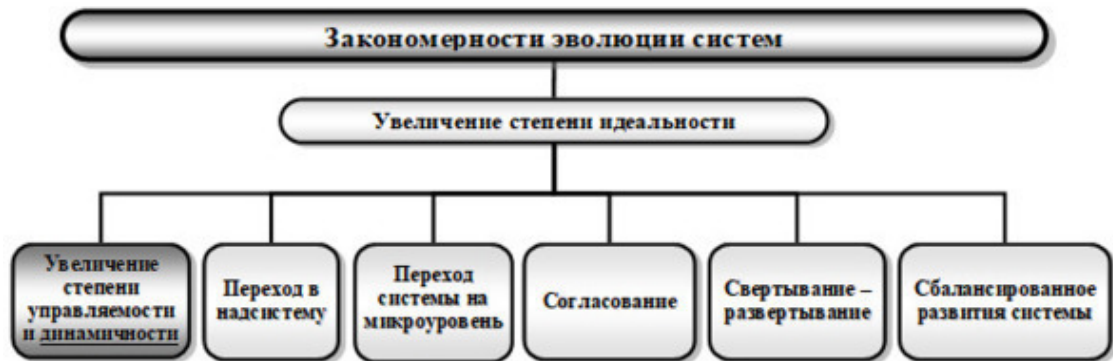 Закономерности эволюции систем
Увеличение степени идеальности
Увеличение
степени
управляемости
и динамичности
Переход в
надсистему
Переход
системы на
микроуровень
Согласование
Свертывание –
развертывание
Сбалансированное
развития системы